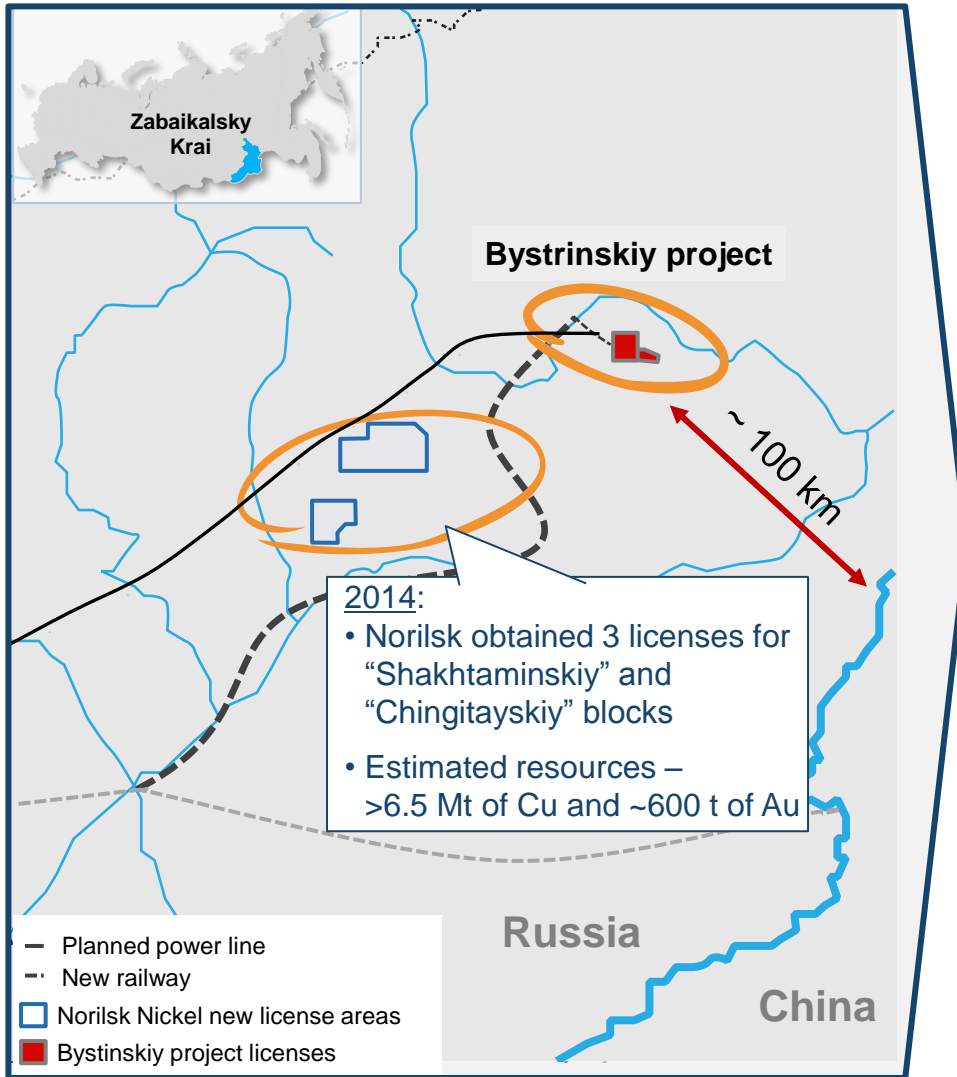 Zabaikalsky
Krai
Bystrinskiy project
~ 100 km
2014:
• Norilsk obtained 3 licenses for
“Shakhtaminskiy” and
“Chingitayskiy” blocks
• Estimated resources –
>6.5 Mt of Cu and ~600 t of Au
Russia
China
Planned power line
New railway
Norilsk Nickel new license areas
Bystinskiy project licenses